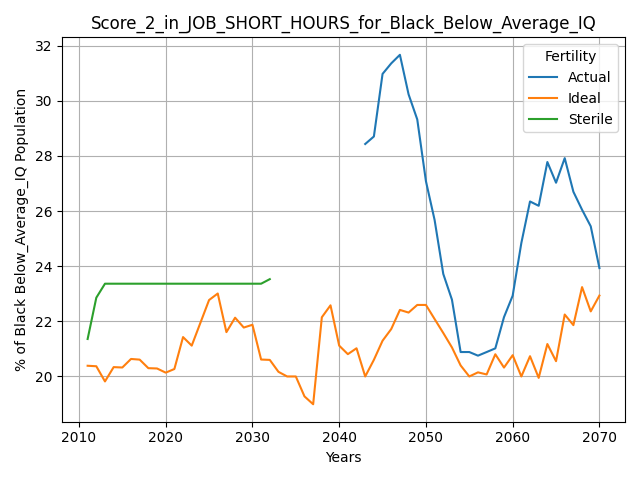 Score_2_in_JOB_SHORT_HOURS_for_Black_Below_Average_IQ
% of Black Below_Average_IQ Population
32
30
28
26
24
22
20
Fertility
Actual
Ideal
Sterile
2010 2020 2030 2040 2050 2060 2070
Years